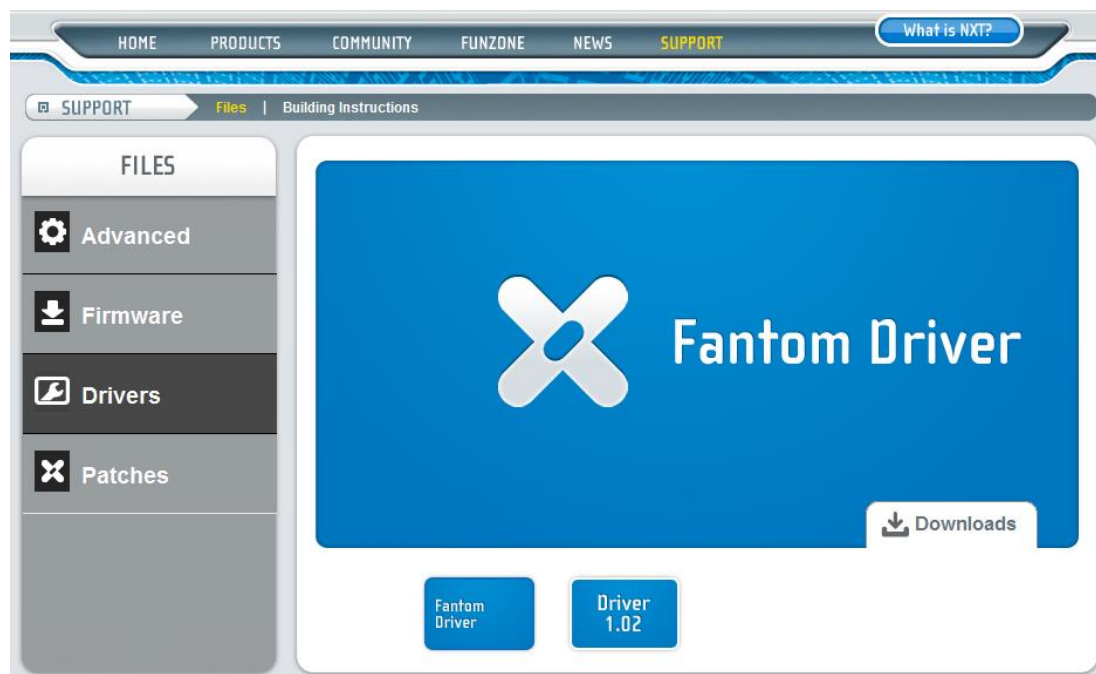 HOME PRODUCTS COMMUNITY FUNZONE NEWS SUPPORT What is NXT?
SUPPORT Files | Building Instructions
FILES
Advanced
Firmware
Drivers
Patches
Fantom Driver
Downloads
Fantom
Driver
Driver
1.02